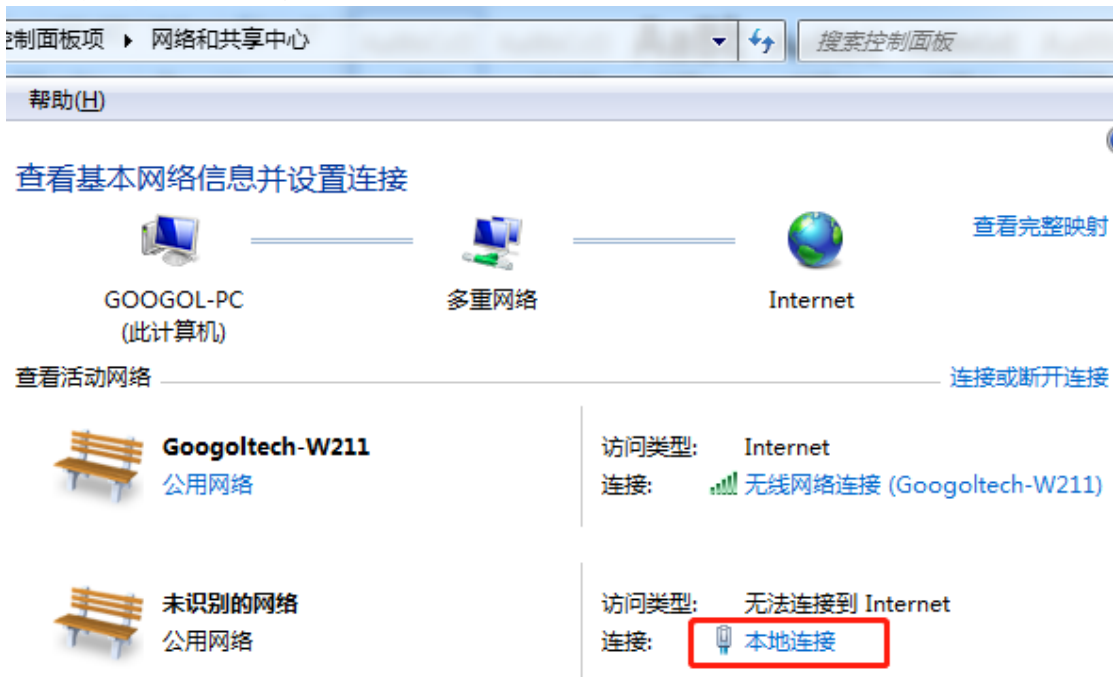 控制面板项 ▸ 网络和共享中心
搜索控制面板
帮助(H)
查看基本网络信息并设置连接
查看完整映射
GOOGOL-PC
(此计算机)
多重网络
Internet
查看活动网络
连接或断开连接
Googoltech-W211
公用网络
访问类型: Internet
连接: 无线网络连接 (Googoltech-W211)
未识别的网络
公用网络
访问类型: 无法连接到 Internet
连接: 本地连接